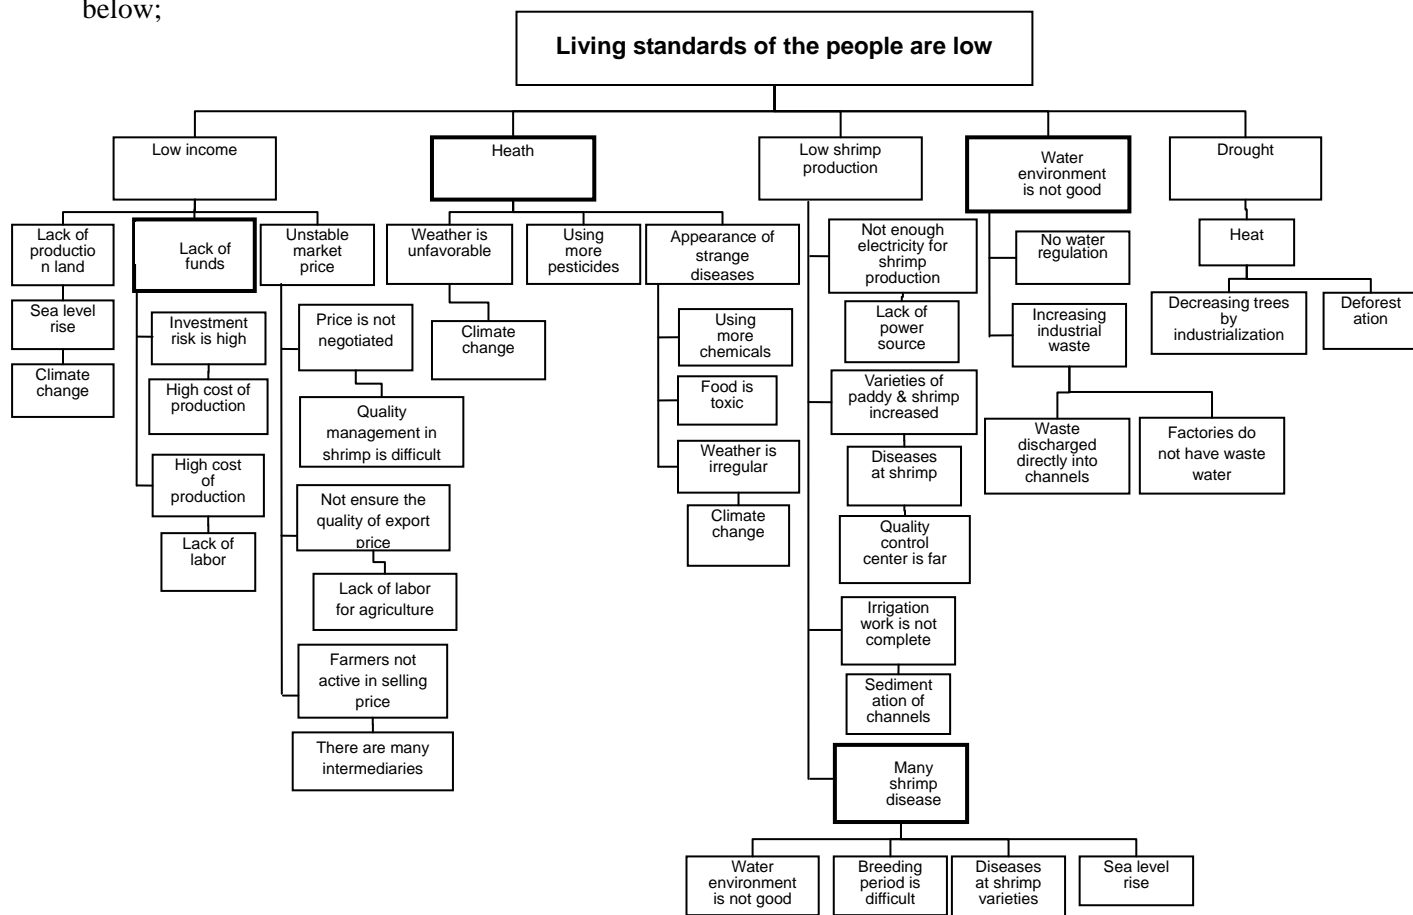 below;
Living standards of the people are low
Low income
Heath
Low shrimp
production
Water
environment
is not good
Drought
Lack of
productio
n land
Lack of
funds
Unstable
market
price
Weather is
unfavorable
Using
more
pesticides
Appearance of
strange
diseases
Not enough
electricity for
shrimp
production
No water
regulation
Heat
Sea level
rise
Investment
risk is high
Price is not
negotiated
Climate
change
Using
more
chemicals
Lack of
power
source
Increasing
industrial
waste
Decreasing trees
by
industrialization
Deforest
ation
Climate
change
High cost of
production
Quality
management in
shrimp is difficult
Food is
toxic
Varieties of
paddy & shrimp
increased
Waste
discharged
directly into
channels
Factories do
not have waste
water
High cost
of
production
Weather is
irregular
Diseases
at shrimp
Not ensure the
quality of export
price
Climate
change
Quality
control
center is far
Lack of
labor
Lack of labor
for agriculture
Irrigation
work is not
complete
Farmers not
active in selling
price
Sediment
ation of
channels
There are many
intermediaries
Many
shrimp
disease
Water
environment
is not good
Breeding
period is
difficult
Diseases
at shrimp
varieties
Sea level
rise